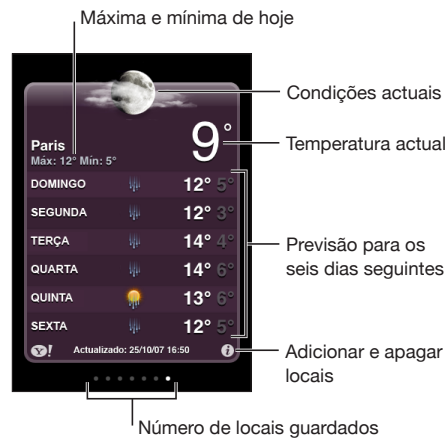 Máxima e mínima de hoje
Condições actuais
9°
Temperatura actual
Paris
Máx: 12° Mín: 5°
DOMINGO 12° 5°
SEGUNDA 12° 3°
TERÇA 14° 4°
QUARTA 14° 6°
QUINTA 13° 6°
SEXTA 12° 5°
Previsão para os
seis dias seguintes
Y! Actualizado: 25/10/07 16:50 i
Adicionar e apagar
locais
Número de locais guardados